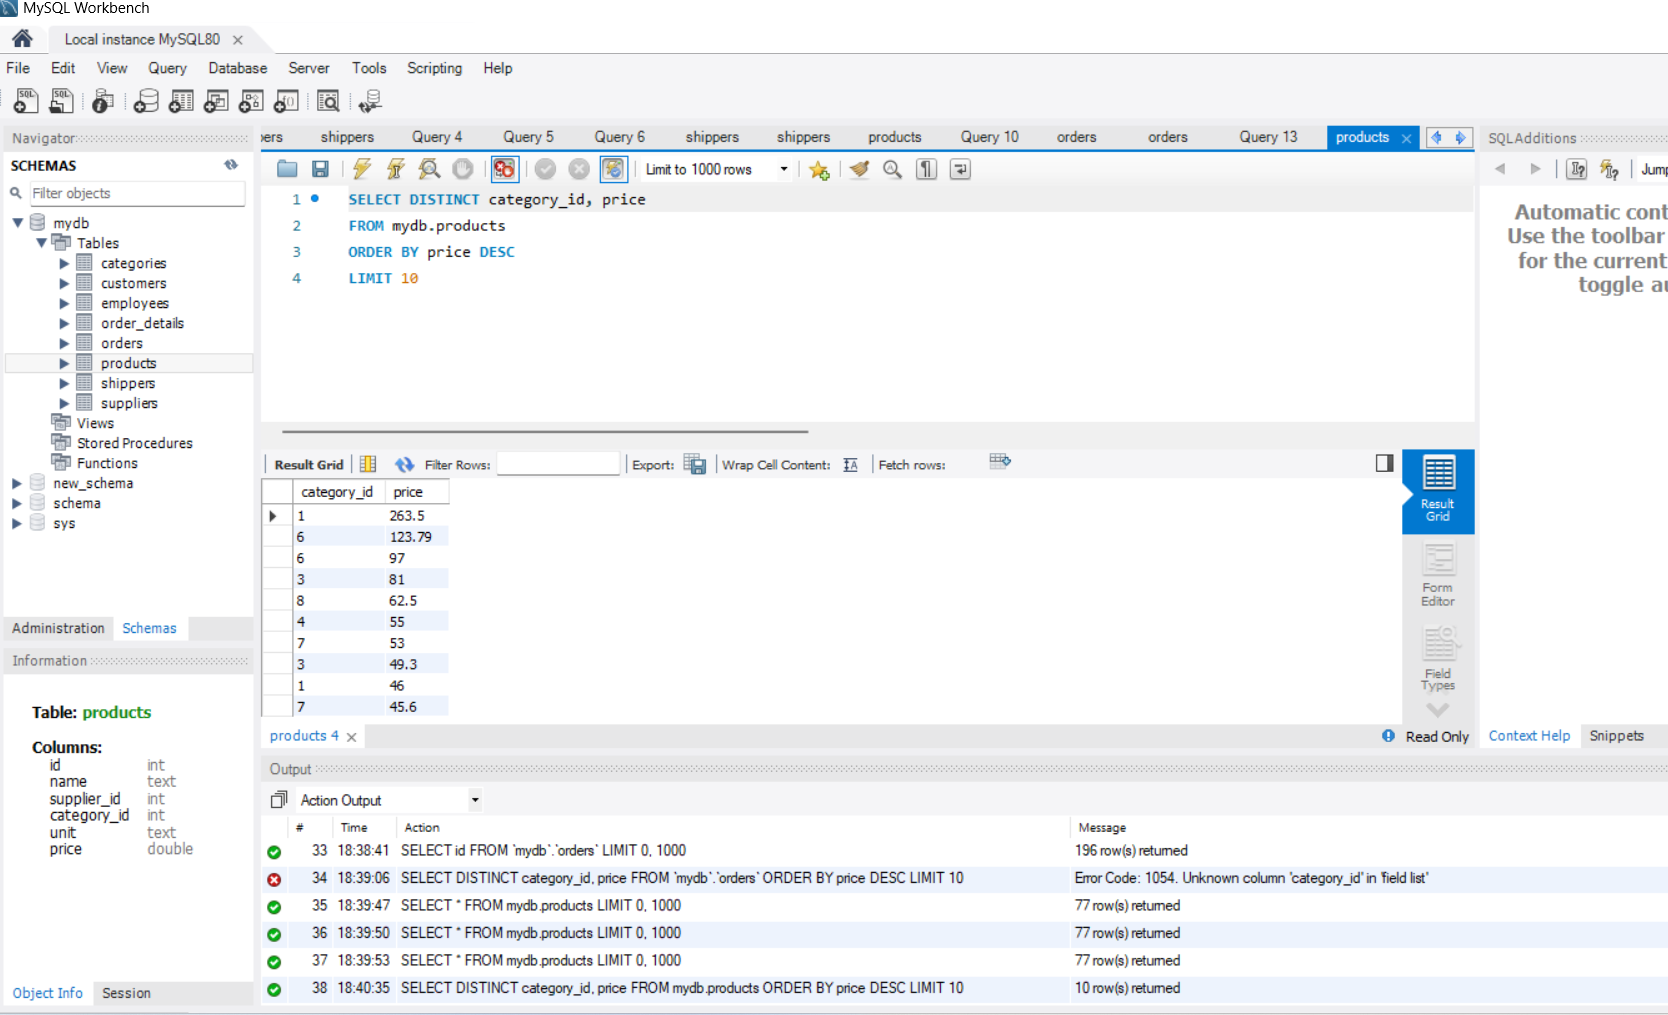 MySQL Workbench
Local instance MySQL80
File Edit View Query Database Server Tools Scripting Help
Navigator
SCHEMAS
Filter objects
mydb
Tables
categories
customers
employees
order_details
orders
products
shippers
suppliers
Views
Stored Procedures
Functions
new_schema
schema
sys
Administration Schemas
Information
Table: products
Columns:
id int
name text
supplier_id int
category_id int
unit text
price double
Object Info Session
pers shippers Query 4 Query 5 Query 6 shippers shippers products Query 10 orders orders Query 13 products
Limit to 1000 rows
1 SELECT DISTINCT category_id, price
2 FROM mydb.products
3 ORDER BY price DESC
4 LIMIT 10
Result Grid Filter Rows: Export: Wrap Cell Content: Fetch rows:
category_id price
1 263.5
6 123.79
6 97
3 81
8 62.5
4 55
7 53
3 49.3
1 46
7 45.6
Result
Grid
Form
Editor
Field
Types
products 4
Read Only
SQLAdditions
Jump
Automatic cont
Use the toolbar
for the current
toggle au
Context Help Snippets
Output
Action Output
# Time Action Message
33 18:38:41 SELECT id FROM `mydb`.`orders` LIMIT 0, 1000 196 row(s) returned
34 18:39:06 SELECT DISTINCT category_id, price FROM `mydb`.`orders` ORDER BY price DESC LIMIT 10 Error Code: 1054. Unknown column 'category_id' in 'field list'
35 18:39:47 SELECT * FROM mydb.products LIMIT 0, 1000 77 row(s) returned
36 18:39:50 SELECT * FROM mydb.products LIMIT 0, 1000 77 row(s) returned
37 18:39:53 SELECT * FROM mydb.products LIMIT 0, 1000 77 row(s) returned
38 18:40:35 SELECT DISTINCT category_id, price FROM mydb.products ORDER BY price DESC LIMIT 10 10 row(s) returned